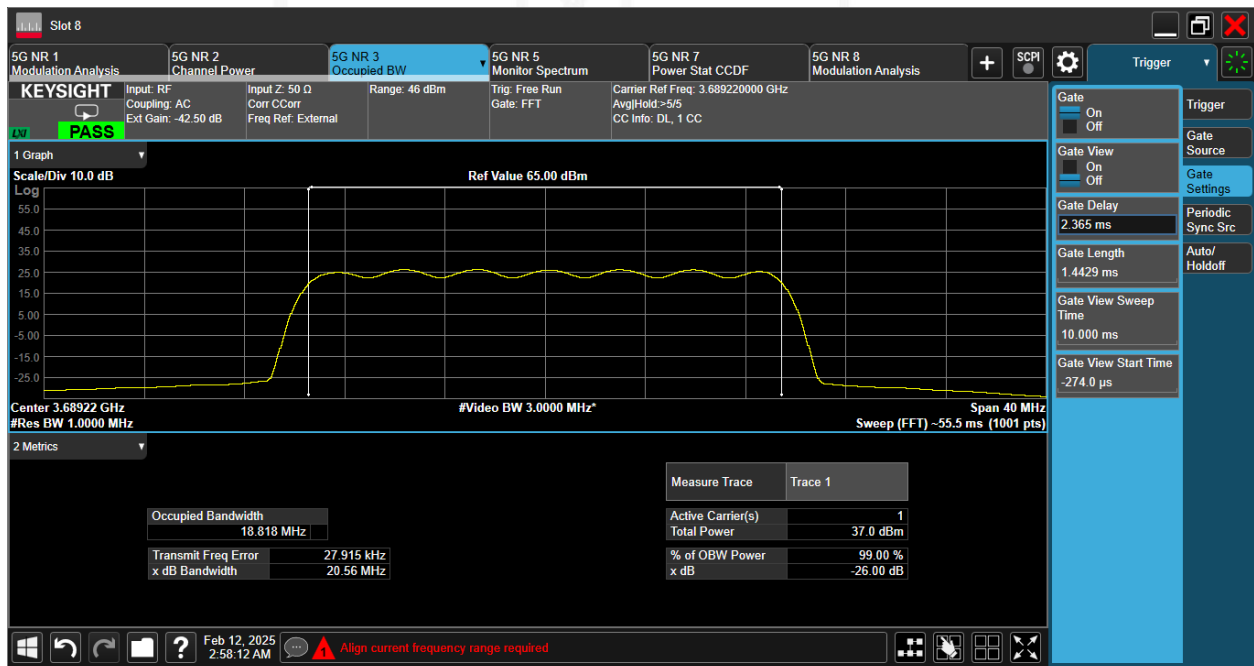 Slot 8
5G NR 1
Modulation Analysis
5G NR 2
Channel Power
5G NR 3
Occupied BW
5G NR 5
Monitor Spectrum
5G NR 7
Power Stat CCDF
5G NR 8
Modulation Analysis
SCPI
Trigger
KEYSIGHT
LXI
PASS
Input: RF
Coupling: AC
Ext Gain: -42.50 dB
Input Z: 50 Ω
Corr CCorr
Freq Ref: External
Range: 46 dBm
Trig: Free Run
Gate: FFT
Carrier Ref Freq: 3.689220000 GHz
Avg|Hold:>5/5
CC Info: DL, 1 CC
1 Graph
Scale/Div 10.0 dB
Ref Value 65.00 dBm
Log
55.0
45.0
35.0
25.0
15.0
5.00
-5.00
-15.0
-25.0
Center 3.68922 GHz
#Video BW 3.0000 MHz*
Span 40 MHz
#Res BW 1.0000 MHz
Sweep (FFT) ~55.5 ms (1001 pts)
2 Metrics
Measure Trace
Trace 1
Occupied Bandwidth
18.818 MHz
Active Carrier(s)
1
Total Power
37.0 dBm
Transmit Freq Error
27.915 kHz
% of OBW Power
99.00 %
x dB Bandwidth
20.56 MHz
x dB
-26.00 dB
Gate
On
Off
Gate View
On
Off
Gate Delay
2.365 ms
Gate Length
1.4429 ms
Gate View Sweep
Time
10.000 ms
Gate View Start Time
-274.0 µs
Trigger
Gate
Source
Gate
Settings
Periodic
Sync Src
Auto/
Holdoff
?
Feb 12, 2025
2:58:12 AM
1
Align current frequency range required